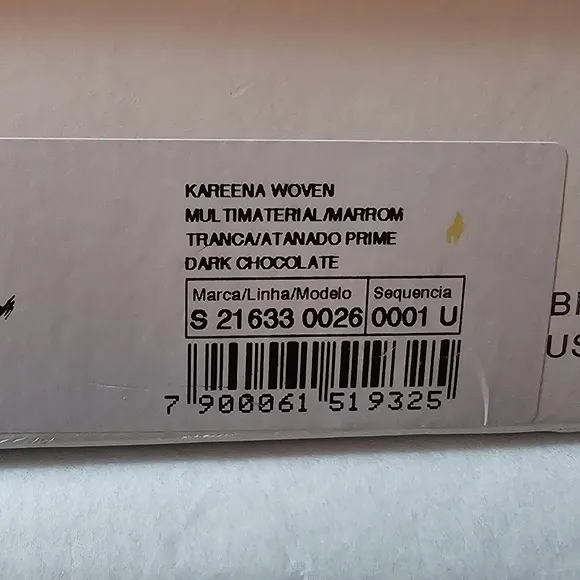 KAREENA WOVEN
MULTIMATERIAL/MARROM
TRANCA/ATANADO PRIME
DARK CHOCOLATE
Marca/Linha/Modelo Sequencia
S 21633 0026 0001 U
7 900061 519325